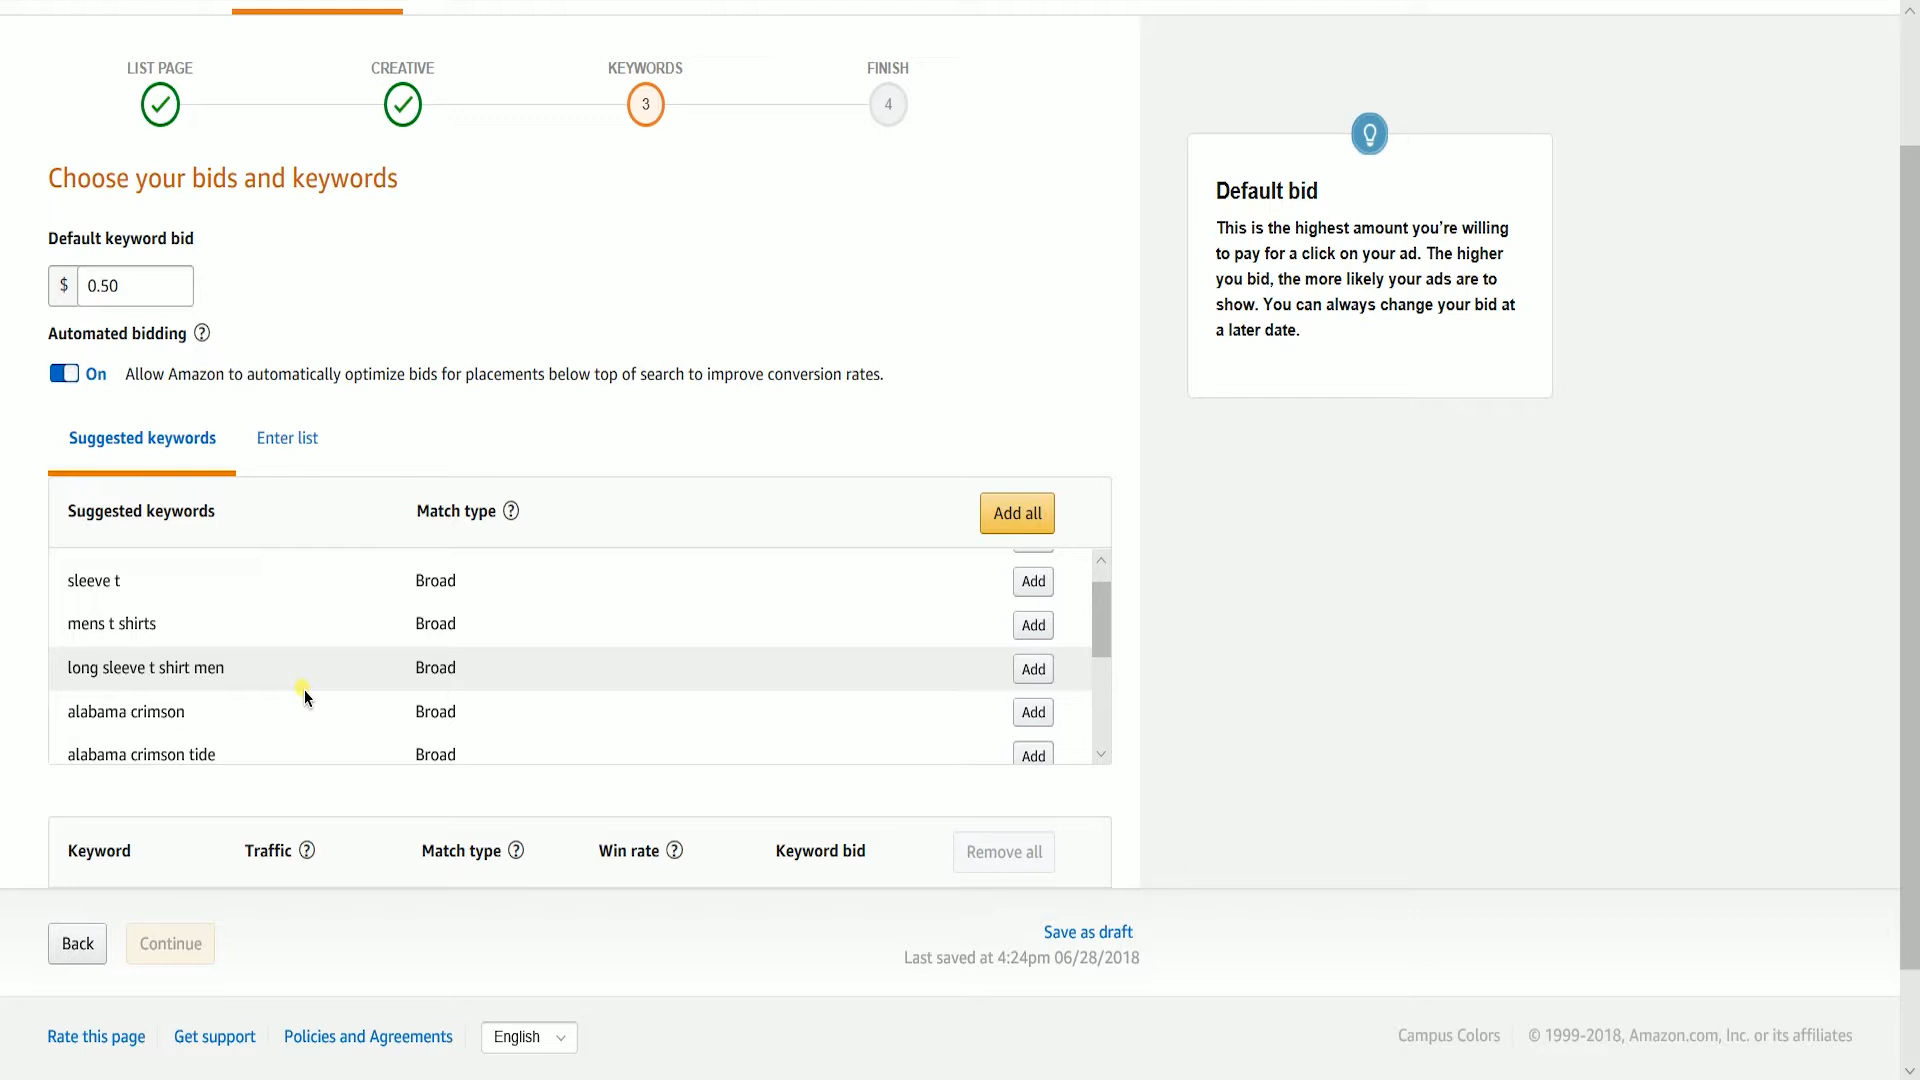 LIST PAGE CREATIVE KEYWORDS FINISH
3 4
Choose your bids and keywords
Default keyword bid
$ 0.50
Automated bidding ?
On Allow Amazon to automatically optimize bids for placements below top of search to improve conversion rates.
Suggested keywords Enter list
Suggested keywords Match type ? Add all
sleeve t Broad Add
mens t shirts Broad Add
long sleeve t shirt men Broad Add
alabama crimson Broad Add
alabama crimson tide Broad Add
Keyword Traffic ? Match type ? Win rate ? Keyword bid Remove all
Back Continue
Save as draft
Last saved at 4:24pm 06/28/2018
Default bid
This is the highest amount you're willing
to pay for a click on your ad. The higher
you bid, the more likely your ads are to
show. You can always change your bid at
a later date.
Rate this page Get support Policies and Agreements English
Campus Colors © 1999-2018, Amazon.com, Inc. or its affiliates